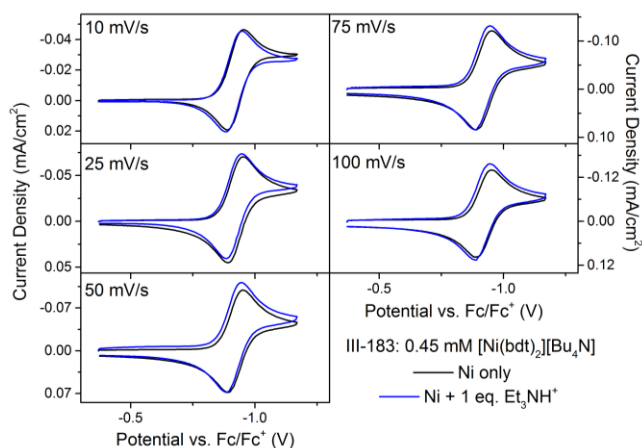 10 mV/s
-0.04
-0.02
0.00
0.02
75 mV/s
-0.10
0.00
0.10
25 mV/s
-0.05
0.00
0.05
100 mV/s
-0.12
0.00
0.12
50 mV/s
-0.07
0.00
0.07
Current Density (mA/cm²)
Current Density (mA/cm²)
-0.5
-1.0
Potential vs. Fc/Fc⁺ (V)
-0.5
-1.0
Potential vs. Fc/Fc⁺ (V)
III-183: 0.45 mM [Ni(bdt)₂][Bu₄N]
Ni only
Ni + 1 eq. Et₃NH⁺